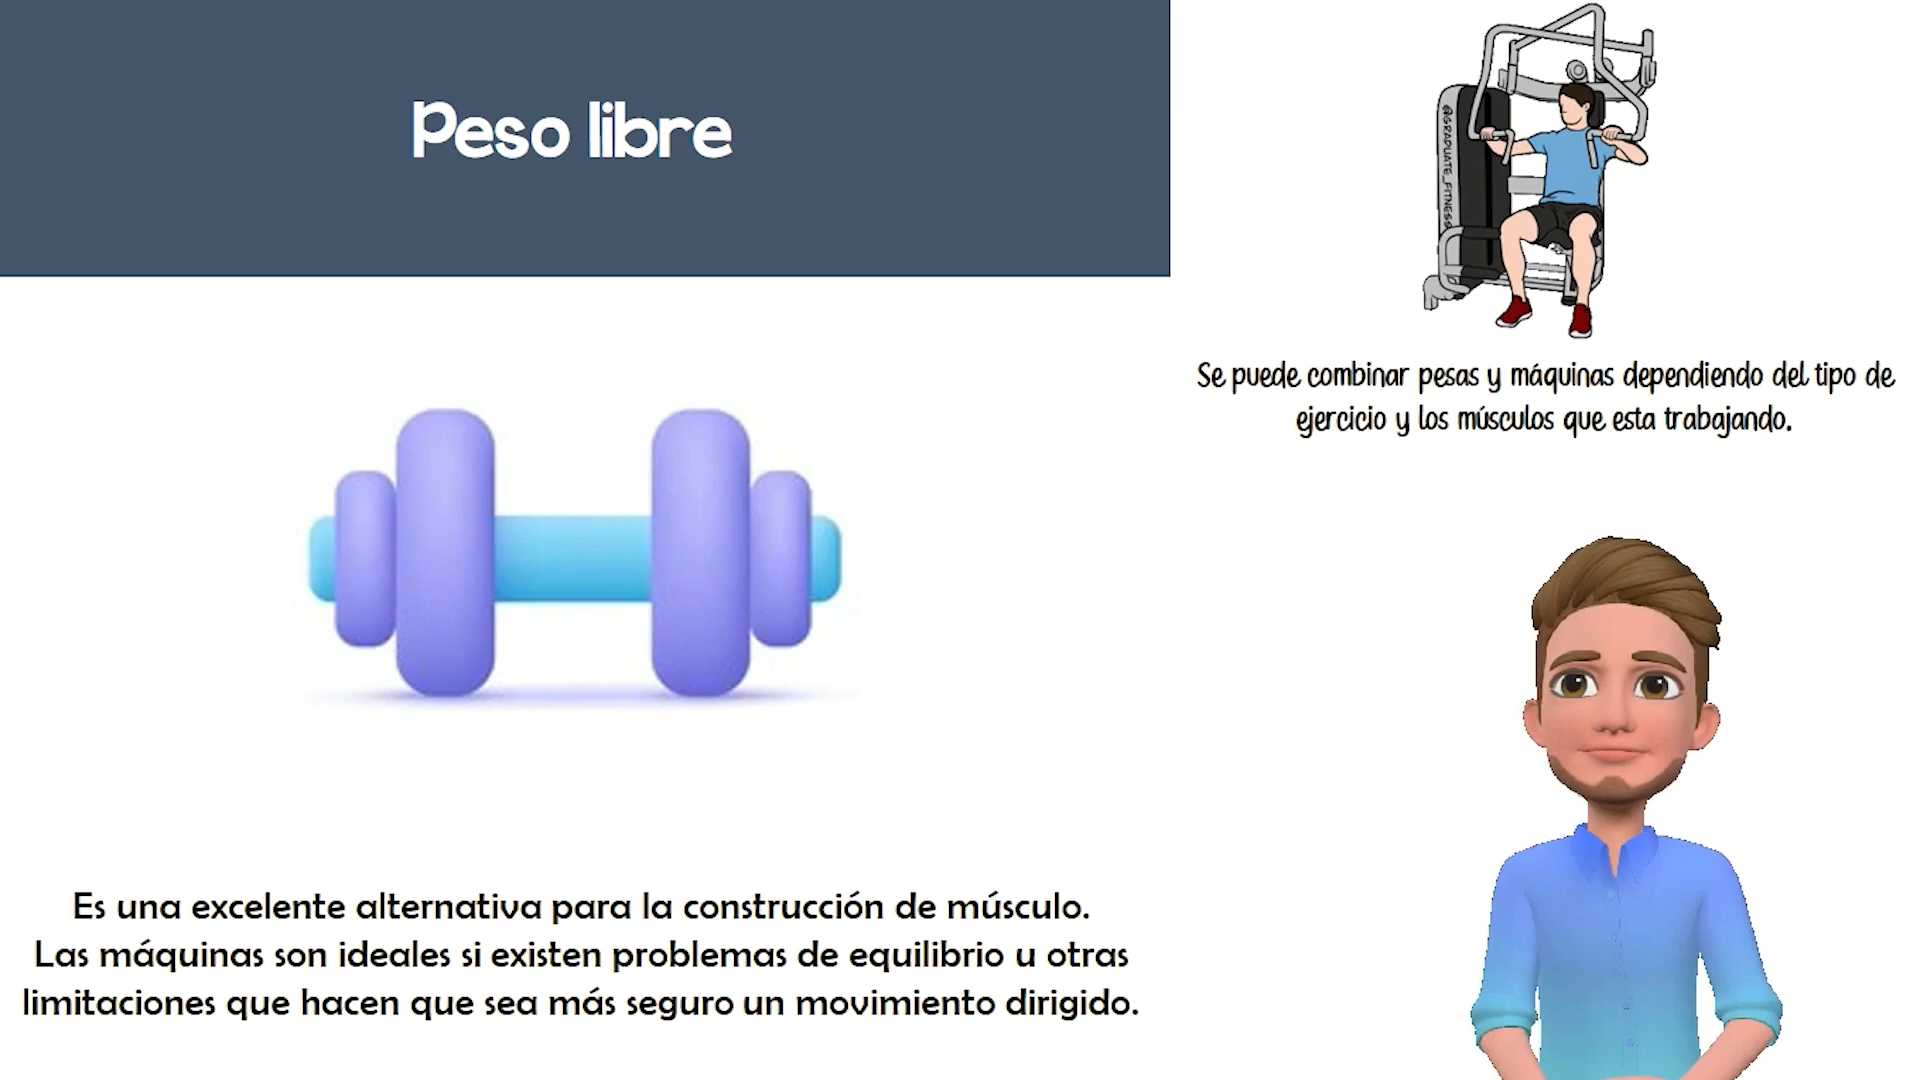 Peso libre
@GRADUATE_FITNESS
Se puede combinar pesas y máquinas dependiendo del tipo de
ejercicio y los músculos que esta trabajando.
Es una excelente alternativa para la construcción de músculo.
Las máquinas son ideales si existen problemas de equilibrio u otras
limitaciones que hacen que sea más seguro un movimiento dirigido.